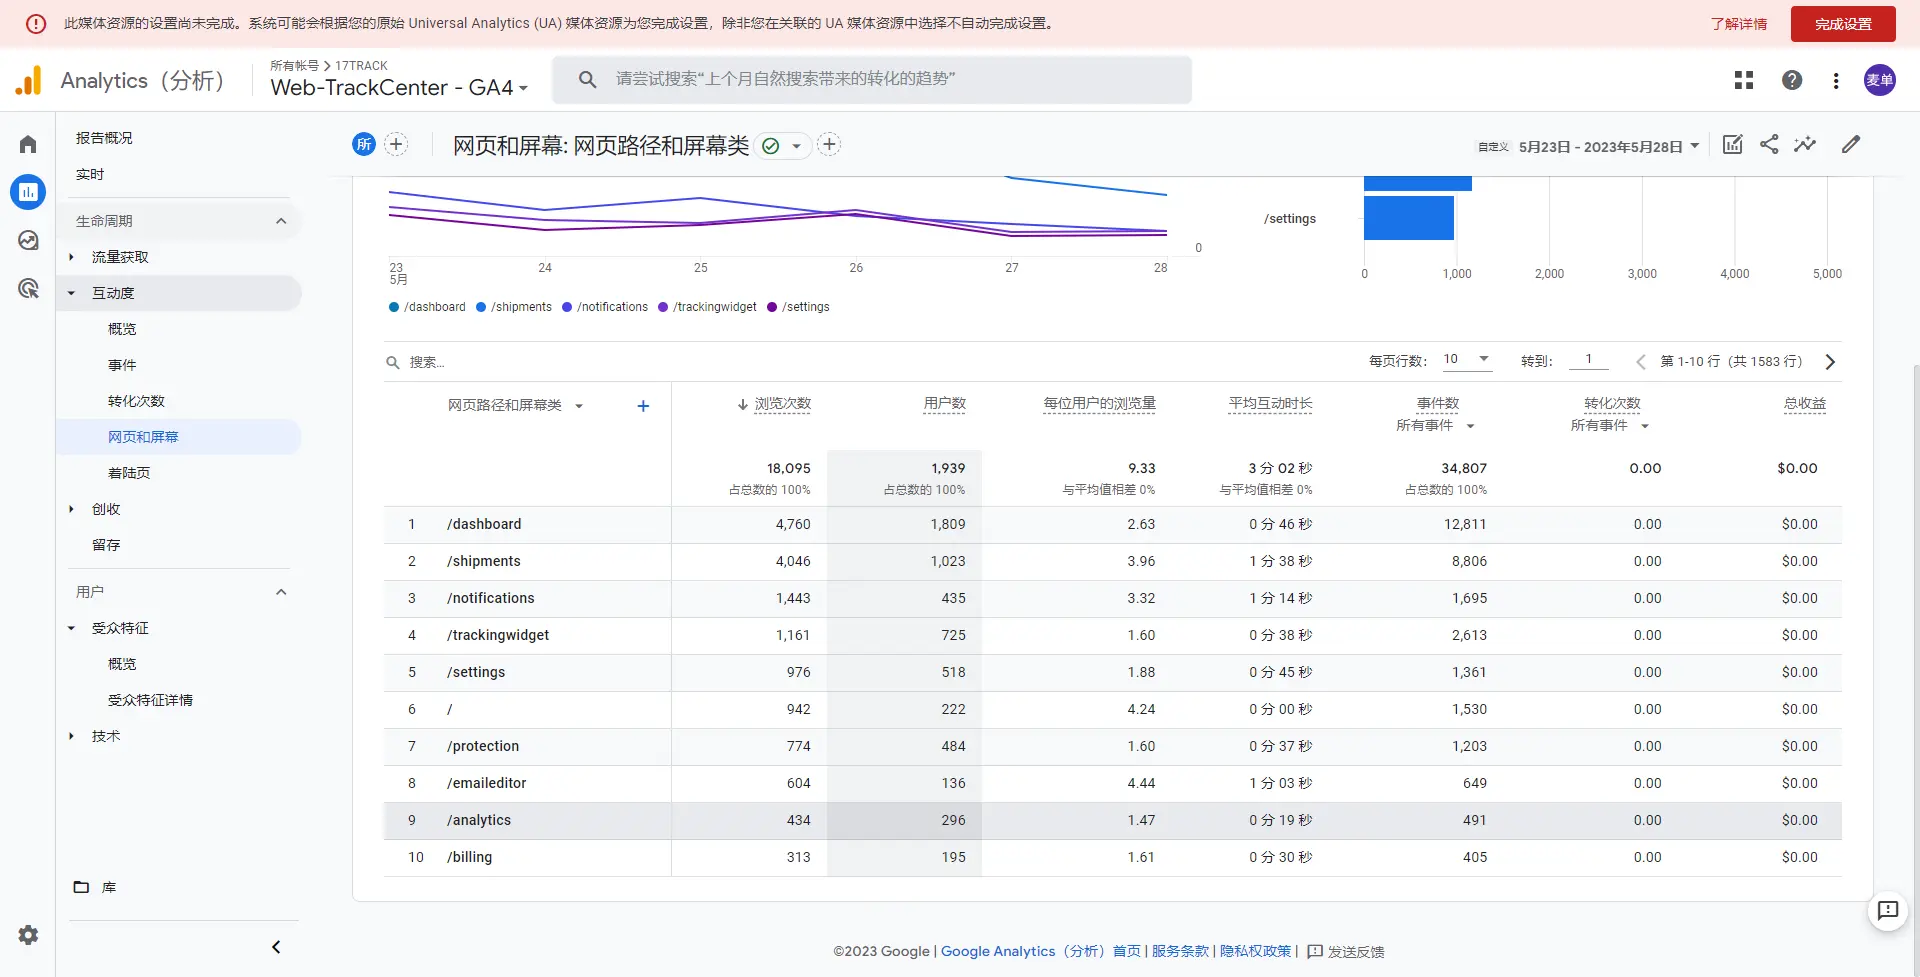 此媒体资源的设置尚未完成。系统可能会根据您的原始 Universal Analytics (UA) 媒体资源为您完成设置，除非您在关联的 UA 媒体资源中选择不自动完成设置。
了解详情
完成设置
Analytics（分析）
所有帐号 > 17TRACK
Web-TrackCenter - GA4
请尝试搜索“上个月自然搜索带来的转化的趋势”
麦单
报告概况
实时
生命周期
流量获取
互动度
概览
事件
转化次数
网页和屏幕
着陆页
创收
留存
用户
受众特征
概览
受众特征详情
技术
库
所
网页和屏幕: 网页路径和屏幕类
自定义 5月23日 - 2023年5月28日
23
5月
24
25
26
27
28
0
/dashboard /shipments /notifications /trackingwidget /settings
/settings
0 1,000 2,000 3,000 4,000 5,000
搜索...
每页行数: 10 转到: 1 第 1-10 行（共 1583 行）
网页路径和屏幕类 + 浏览次数 用户数 每位用户的浏览量 平均互动时长 事件数 转化次数 总收益
所有事件 所有事件
18,095 1,939 9.33 3 分 02 秒 34,807 0.00 $0.00
占总数的 100% 占总数的 100% 与平均值相差 0% 与平均值相差 0% 占总数的 100%
1 /dashboard 4,760 1,809 2.63 0 分 46 秒 12,811 0.00 $0.00
2 /shipments 4,046 1,023 3.96 1 分 38 秒 8,806 0.00 $0.00
3 /notifications 1,443 435 3.32 1 分 14 秒 1,695 0.00 $0.00
4 /trackingwidget 1,161 725 1.60 0 分 38 秒 2,613 0.00 $0.00
5 /settings 976 518 1.88 0 分 45 秒 1,361 0.00 $0.00
6 / 942 222 4.24 0 分 00 秒 1,530 0.00 $0.00
7 /protection 774 484 1.60 0 分 37 秒 1,203 0.00 $0.00
8 /emaileditor 604 136 4.44 1 分 03 秒 649 0.00 $0.00
9 /analytics 434 296 1.47 0 分 19 秒 491 0.00 $0.00
10 /billing 313 195 1.61 0 分 30 秒 405 0.00 $0.00
©2023 Google | Google Analytics（分析）首页 | 服务条款 | 隐私权政策 | 发送反馈